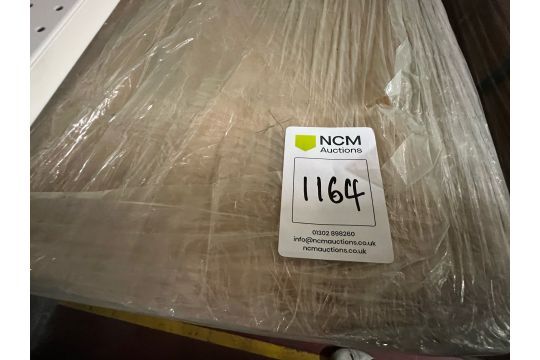 NCM
Auctions
1164
01302 898260
info@ncmauctions.co.uk
ncmauctions.co.uk